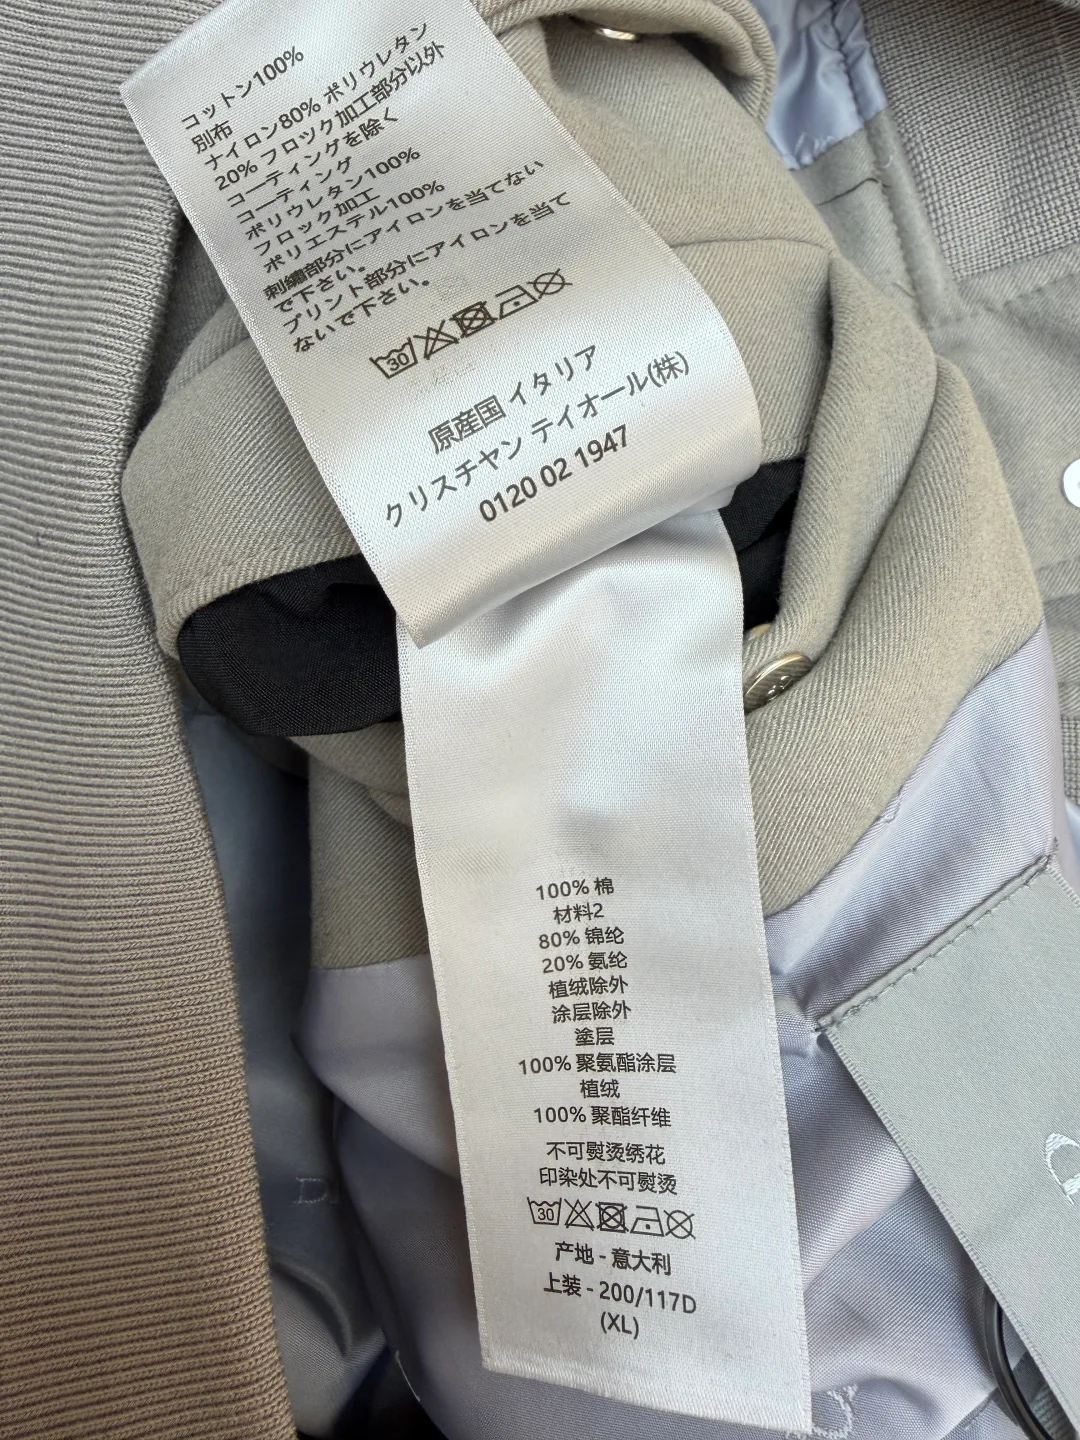 コットン100%
別布
ナイロン80% ポリウレタン
20% フロック加工部分以外
コーティングを除く
コーティング
ポリウレタン100%
フロック加工
ポリエステル100%
刺繍部分にアイロンを当てない
で下さい。
プリント部分にアイロンを当て
ないで下さい。
30
原産国 イタリア
クリスチヤン デイオール(株)
0120 02 1947
100% 棉
材料2
80% 锦纶
20% 氨纶
植绒除外
涂层除外
塗层
100% 聚氨酯涂层
植绒
100% 聚酯纤维
不可熨烫绣花
印染处不可熨烫
30
产地 - 意大利
上装 - 200/117D
(XL)